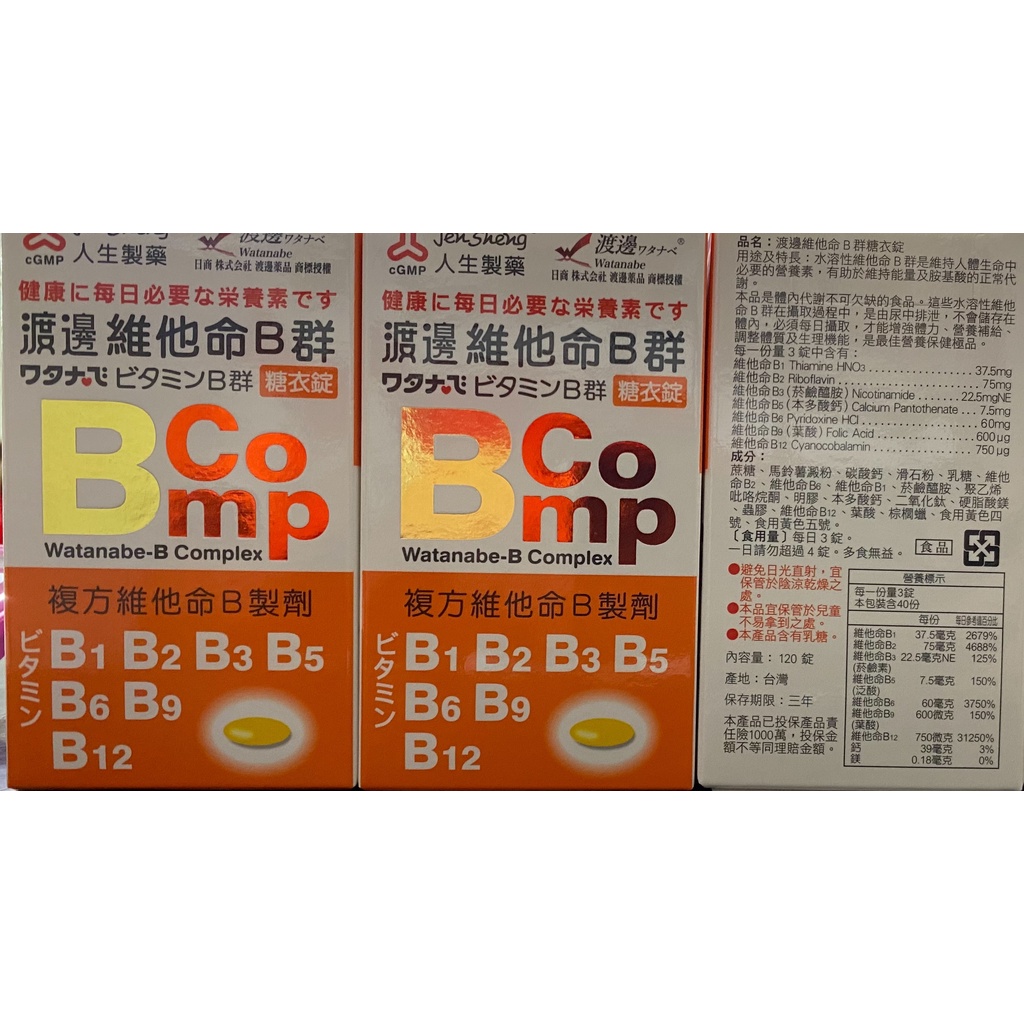 cGMP
人生製藥
渡邊ワタナベ
Watanabe
日商 株式会社 渡邊薬品 商標授權
健康に毎日必要な栄養素です
渡邊維他命B群
ワタナベビタミンB群 糖衣錠
B Comp
Watanabe-B Complex
複方維他命B製劑
ビタミン
B1 B2 B3 B5
B6 B9
B12
Jen Sheng
cGMP
人生製藥
渡邊ワタナベ®
Watanabe
日商 株式会社 渡邊薬品 商標授權
健康に毎日必要な栄養素です
渡邊維他命B群
ワタナベビタミンB群 糖衣錠
B Comp
Watanabe-B Complex
複方維他命B製劑
ビタミン
B1 B2 B3 B5
B6 B9
B12
品名：渡邊維他命B群糖衣錠
用途及特長：水溶性維他命B群是維持人體生命中
必要的營養素，有助於維持能量及胺基酸的正常代
謝。
本品是體內代謝不可欠缺的食品。這些水溶性維他
命B群在攝取過程中，是由尿中排泄，不會儲存在
體內，必須每日攝取，才能增強體力、營養補給、
調整體質及生理機能，是最佳營養保健極品。
每一份量3錠中含有：
維他命B1 Thiamine HNO3 .................. 37.5mg
維他命B2 Riboflavin ........................ 75mg
維他命B3(菸鹼醯胺) Nicotinamide ....... 22.5mgNE
維他命B5(本多酸鈣) Calcium Pantothenate .... 7.5mg
維他命B6 Pyridoxine HCl .................... 60mg
維他命B9(葉酸) Folic Acid .................. 600μg
維他命B12 Cyanocobalamin ................ 750μg
成分：
蔗糖、馬鈴薯澱粉、碳酸鈣、滑石粉、乳糖、維他
命B2、維他命B6、維他命B1、菸鹼醯胺、聚乙烯
吡咯烷酮、明膠、本多酸鈣、二氧化鈦、硬脂酸鎂
、蟲膠、維他命B12、葉酸、棕櫚蠟、食用黃色四
號、食用黃色五號。
〔食用量〕每日3錠。
一日請勿超過4錠。多食無益。
食品
●避免日光直射，宜
保管於陰涼乾燥之
處。
●本品宜保管於兒童
不易拿到之處。
●本產品含有乳糖。
內容量：120錠
產地：台灣
保存期限：三年
本產品已投保產品責
任險1000萬，投保金
額不等同理賠金額。
營養標示
每一份量3錠
本包裝含40份
每份 每日參考值百分比
維他命B1 37.5毫克 2679%
維他命B2 75毫克 4688%
維他命B3 22.5毫克NE 125%
(菸鹼素)
維他命B5 7.5毫克 150%
(泛酸)
維他命B6 60毫克 3750%
維他命B9 600微克 150%
(葉酸)
維他命B12 750微克 31250%
鈣 39毫克 3%
鎂 0.18毫克 0%